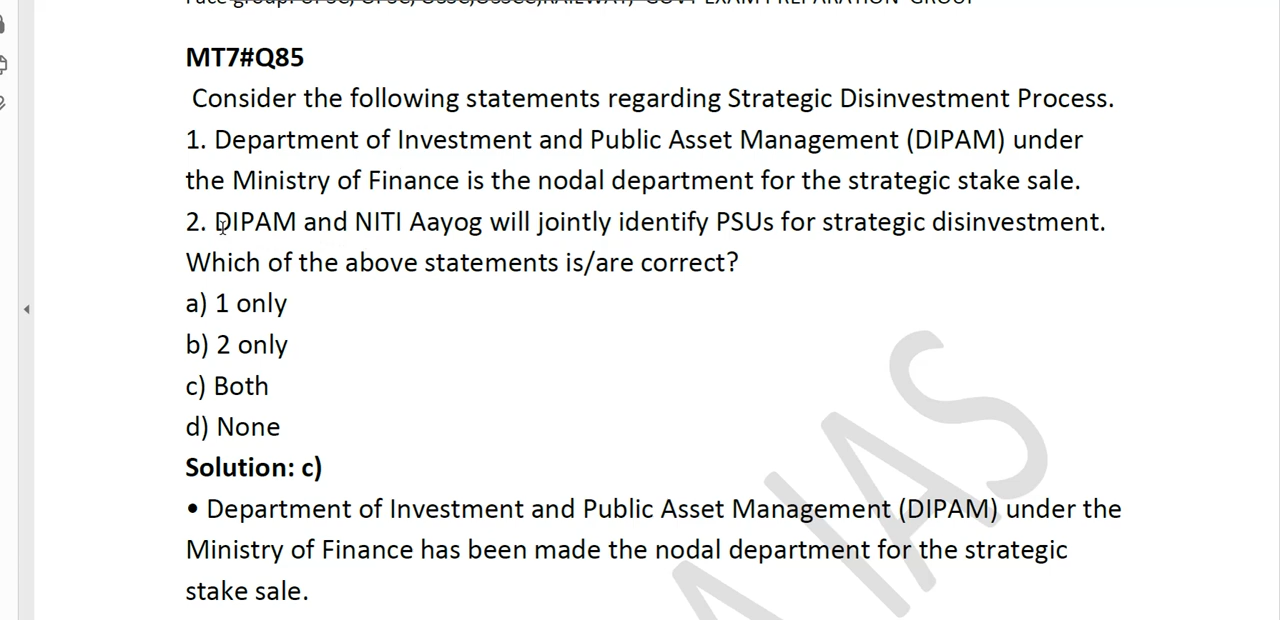 MT7#Q85
Consider the following statements regarding Strategic Disinvestment Process.
1. Department of Investment and Public Asset Management (DIPAM) under
the Ministry of Finance is the nodal department for the strategic stake sale.
2. DIPAM and NITI Aayog will jointly identify PSUs for strategic disinvestment.
Which of the above statements is/are correct?
a) 1 only
b) 2 only
c) Both
d) None
Solution: c)
• Department of Investment and Public Asset Management (DIPAM) under the
Ministry of Finance has been made the nodal department for the strategic
stake sale.
IAS